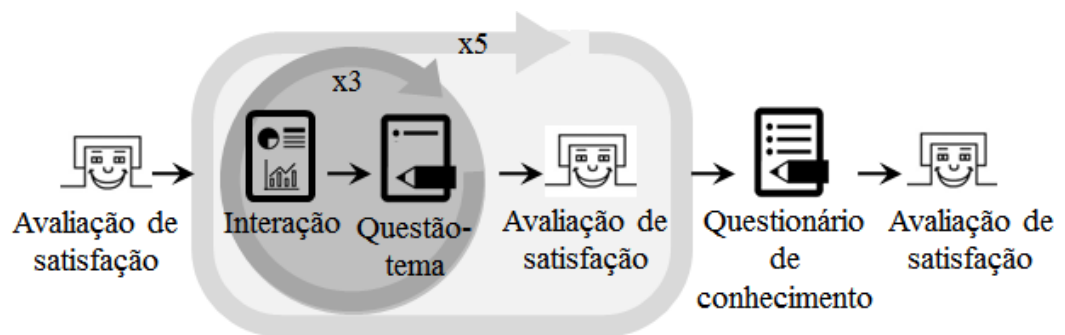 x5
x3
Avaliação de
satisfação
Interação
Questão-
tema
Avaliação de
satisfação
Questionário
de
conhecimento
Avaliação de
satisfação